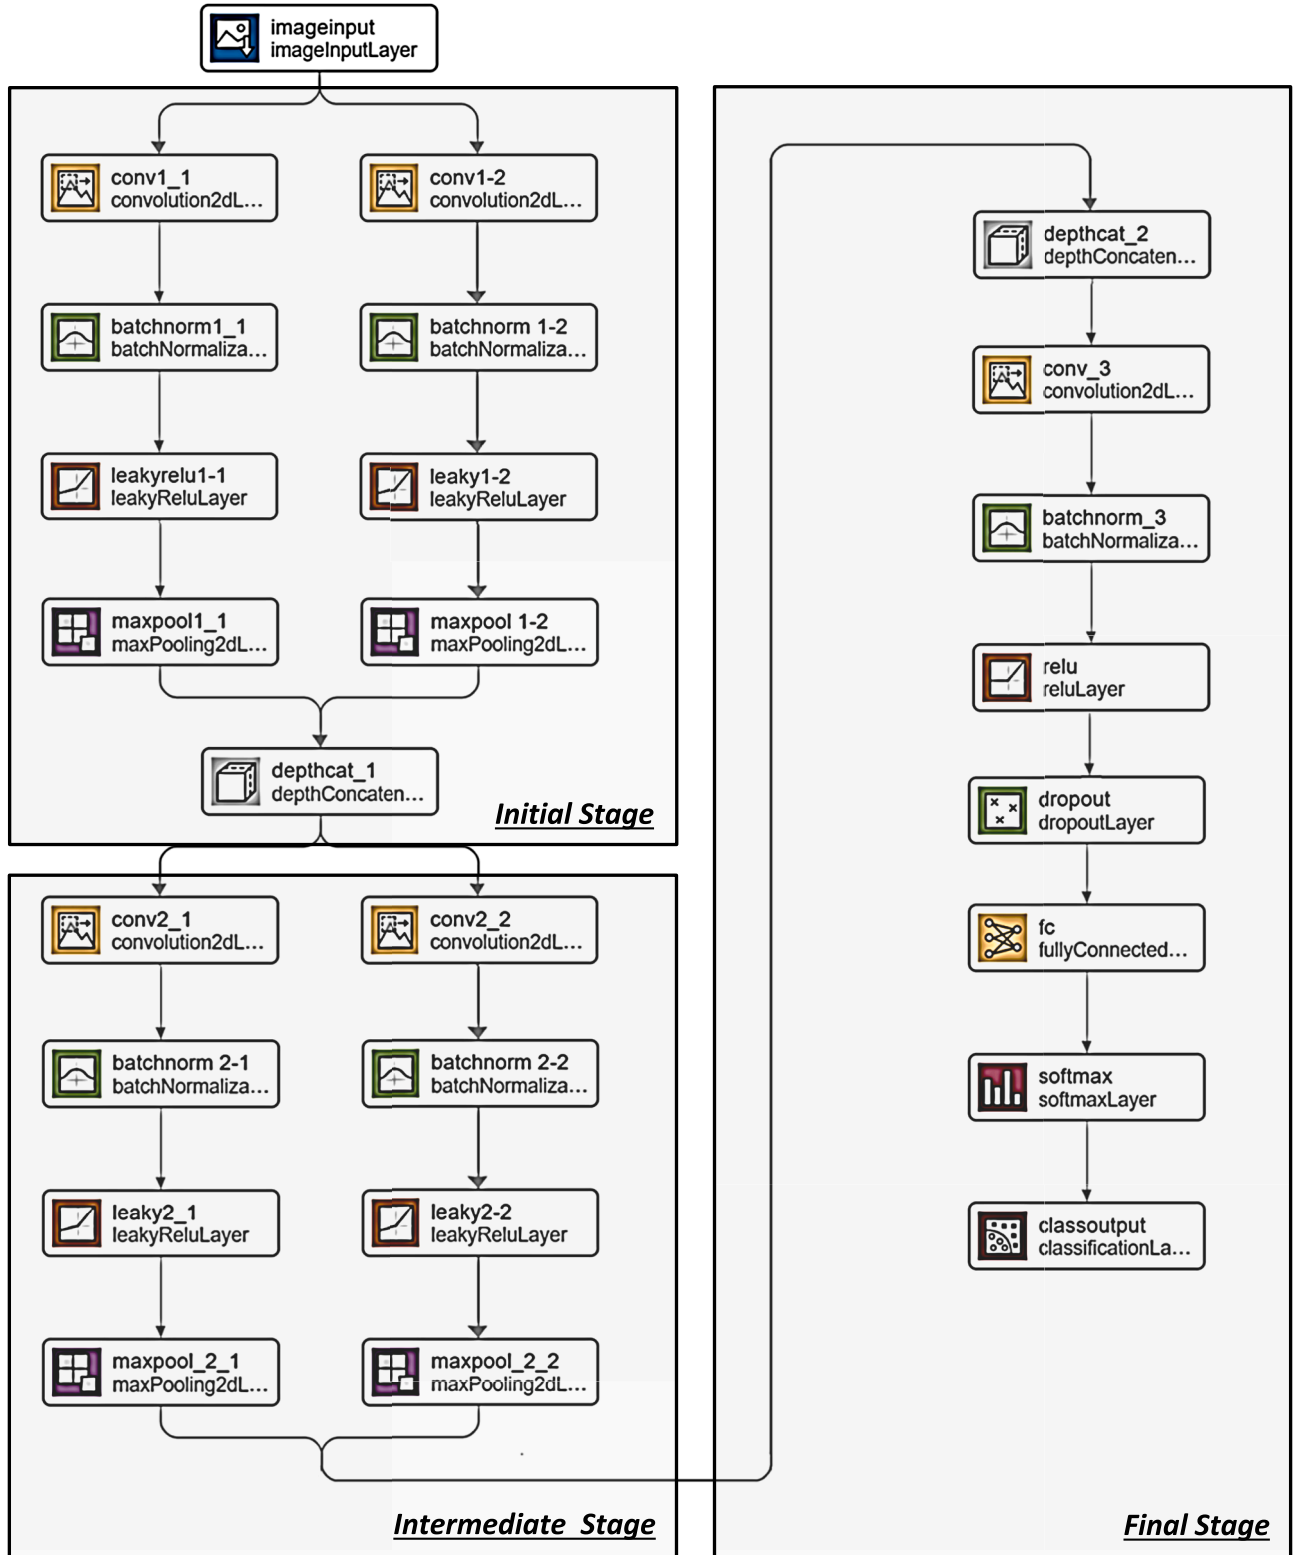 imageinput
imageInputLayer
conv1_1
convolution2dL...
conv1-2
convolution2dL...
batchnorm1_1
batchNormaliza...
batchnorm 1-2
batchNormaliza...
leakyrelu1-1
leakyReluLayer
leaky1-2
leakyReluLayer
maxpool1_1
maxPooling2dL...
maxpool 1-2
maxPooling2dL...
depthcat_1
depthConcaten...
Initial Stage
conv2_1
convolution2dL...
conv2_2
convolution2dL...
batchnorm 2-1
batchNormaliza...
batchnorm 2-2
batchNormaliza...
leaky2_1
leakyReluLayer
leaky2-2
leakyReluLayer
maxpool_2_1
maxPooling2dL...
maxpool_2_2
maxPooling2dL...
Intermediate  Stage
depthcat_2
depthConcaten...
conv_3
convolution2dL...
batchnorm_3
batchNormaliza...
relu
reluLayer
dropout
dropoutLayer
fc
fullyConnected...
softmax
softmaxLayer
classoutput
classificationLa...
Final Stage